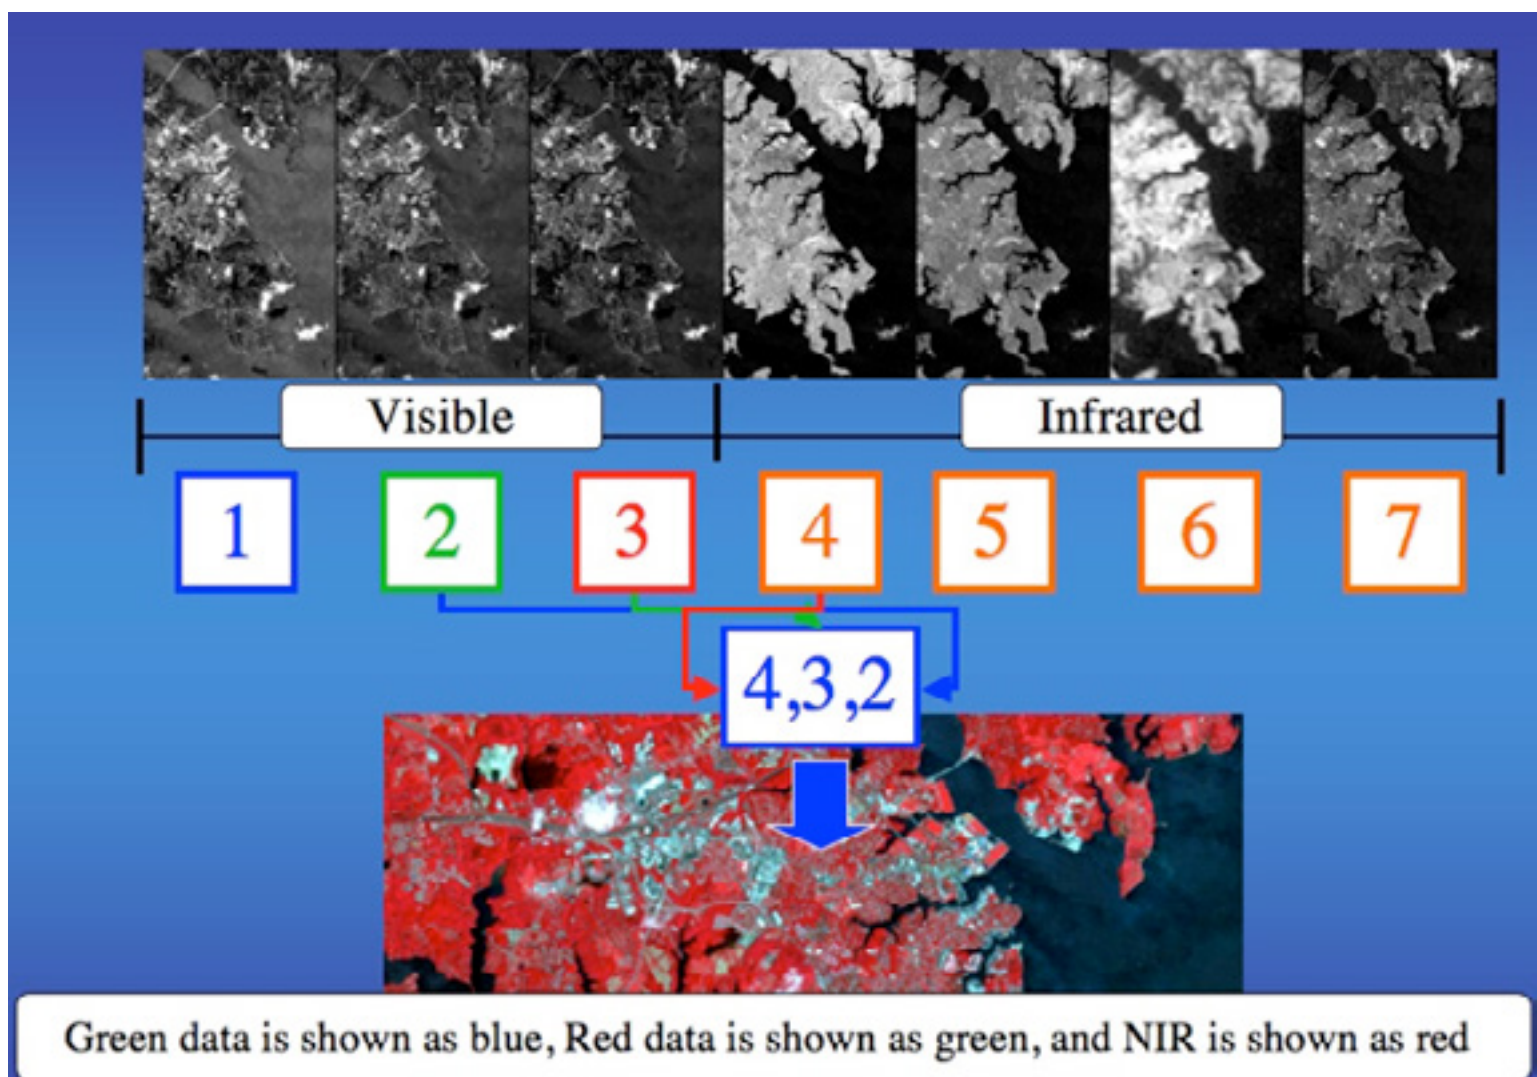 Visible
Infrared
1 2 3 4 5 6 7
4,3,2
Green data is shown as blue, Red data is shown as green, and NIR is shown as red